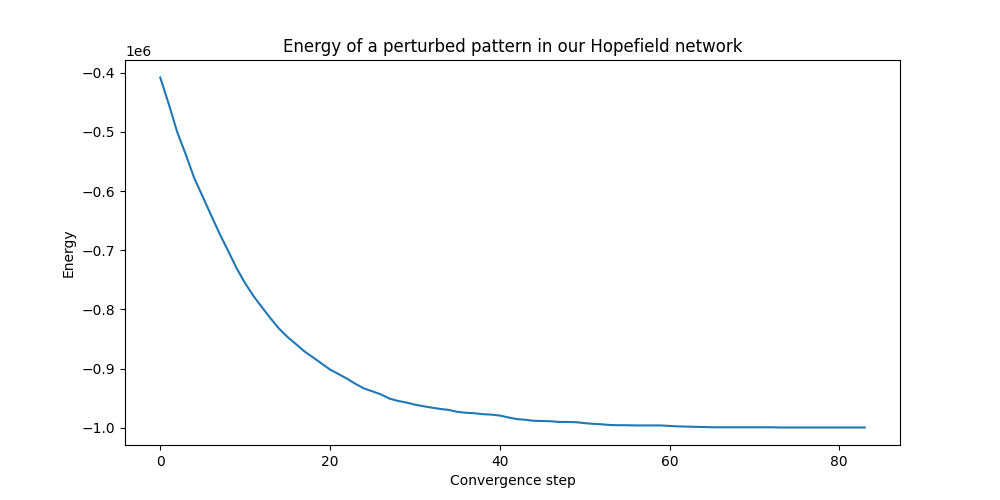 Energy of a perturbed pattern in our Hopefield network
1e6
−0.4
−0.5
−0.6
−0.7
−0.8
−0.9
−1.0
Energy
0 20 40 60 80
Convergence step